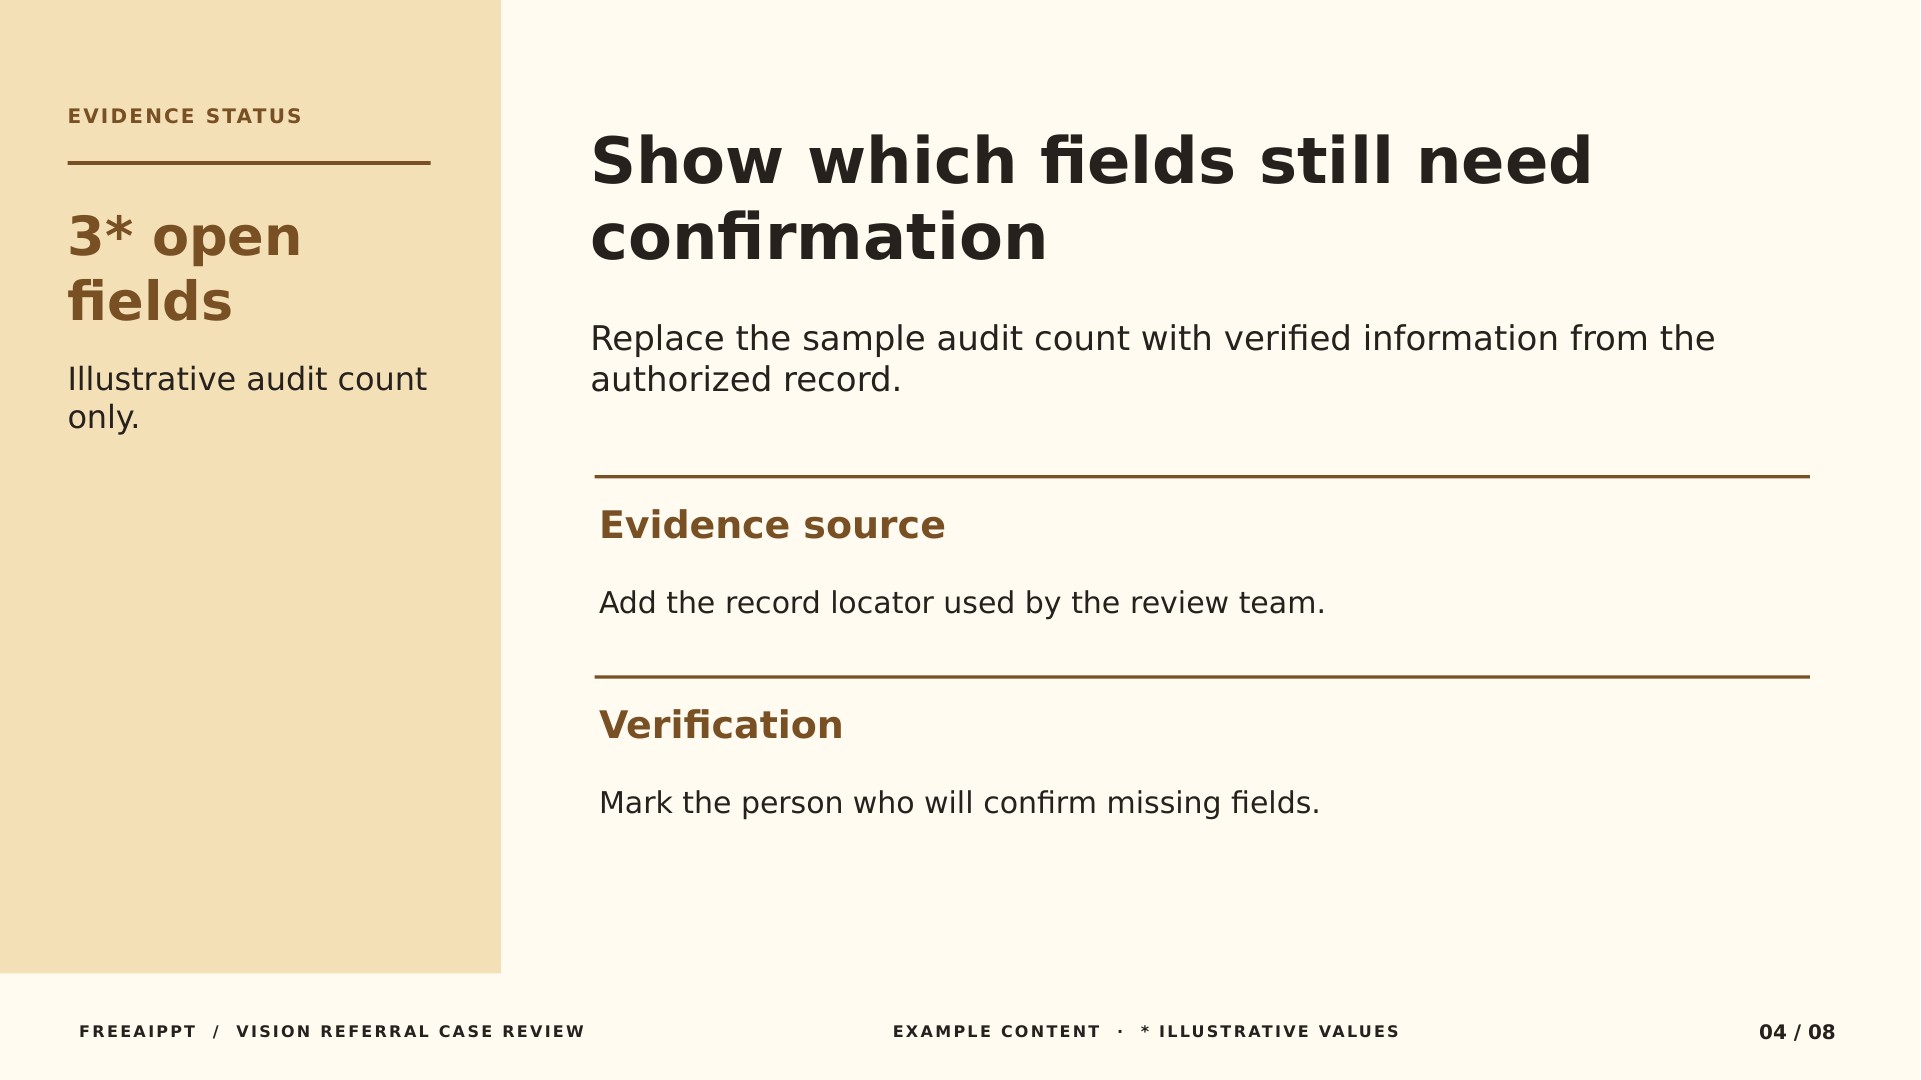 EVIDENCE STATUS
3* open
fields
Illustrative audit count
only.
Show which fields still need
confirmation
Replace the sample audit count with verified information from the
authorized record.
Evidence source
Add the record locator used by the review team.
Verification
Mark the person who will confirm missing fields.
FREEAIPPT / VISION REFERRAL CASE REVIEW
EXAMPLE CONTENT · * ILLUSTRATIVE VALUES
04 / 08